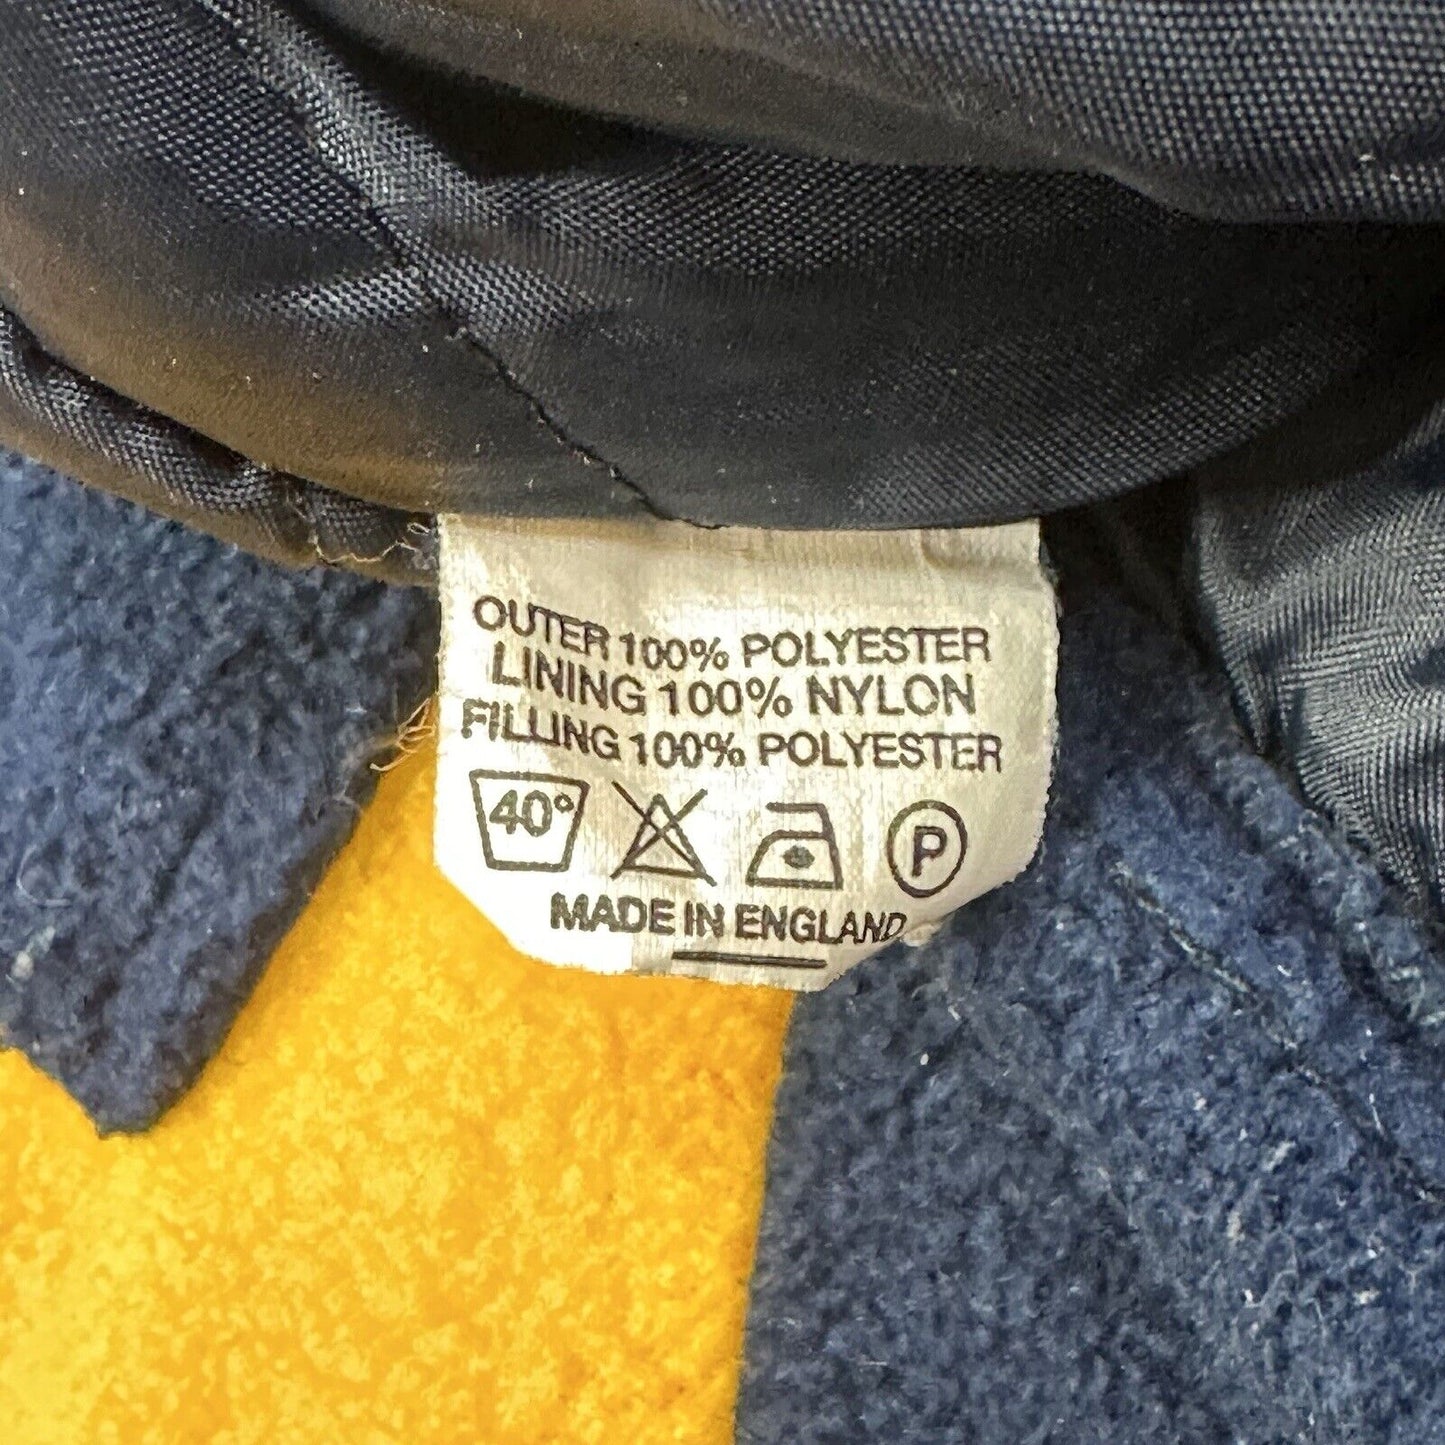 OUTER 100% POLYESTER
LINING 100% NYLON
FILLING 100% POLYESTER
40° P
MADE IN ENGLAND